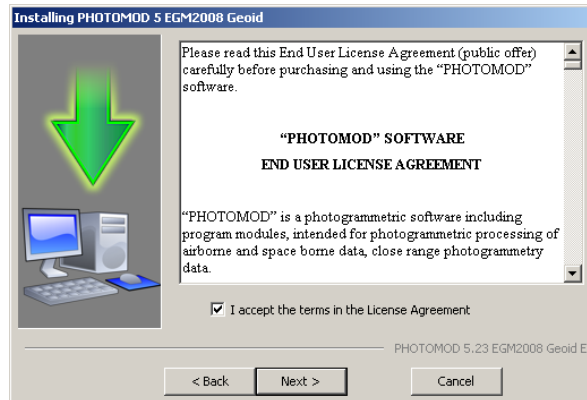 Installing PHOTOMOD 5 EGM2008 Geoid
Please read this End User License Agreement (public offer)
carefully before purchasing and using the “PHOTOMOD”
software.
“PHOTOMOD” SOFTWARE
END USER LICENSE AGREEMENT
“PHOTOMOD” is a photogrammetric software including
program modules, intended for photogrammetric processing of
airborne and space borne data, close range photogrammetry
data.
I accept the terms in the License Agreement
PHOTOMOD 5.23 EGM2008 Geoid E
< Back Next > Cancel